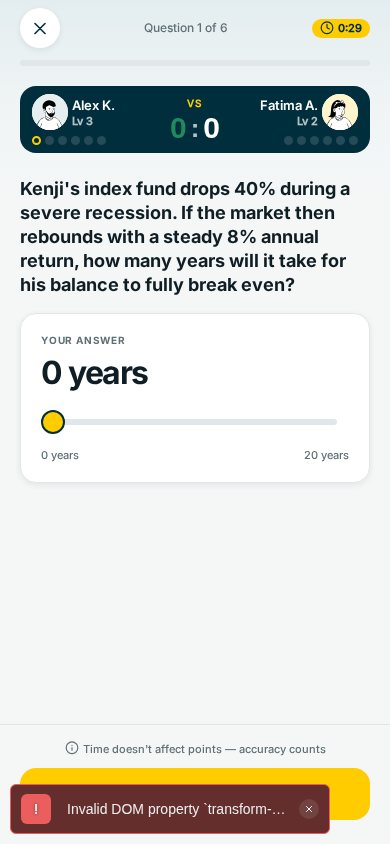 Question 1 of 6
0:29
Alex K.
Lv 3
VS
0 : 0
Fatima A.
Lv 2
Kenji's index fund drops 40% during a
severe recession. If the market then
rebounds with a steady 8% annual
return, how many years will it take for
his balance to fully break even?
YOUR ANSWER
0 years
0 years
20 years
Time doesn't affect points — accuracy counts
! Invalid DOM property `transform-...